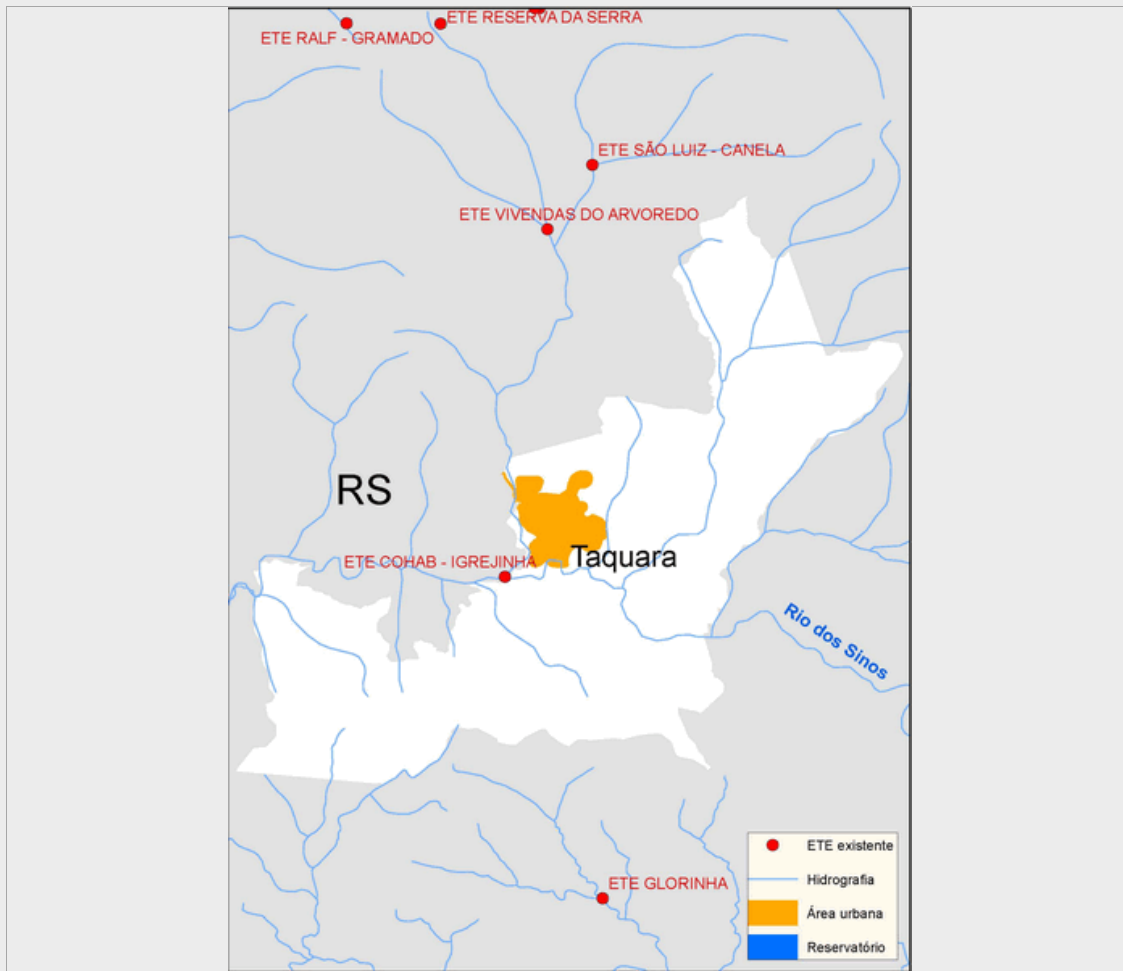 ETE RESERVA DA SERRA
ETE RALF - GRAMADO
ETE SÃO LUIZ - CANELA
ETE VIVENDAS DO ARVOREDO
RS
ETE COHAB - IGREJINHA
Taquara
Rio dos Sinos
ETE GLORINHA
ETE existente
Hidrografia
Área urbana
Reservatório